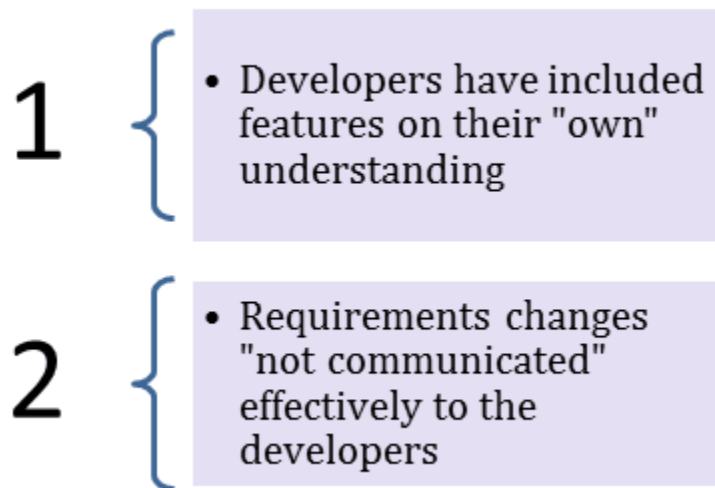 1
• Developers have included
features on their "own"
understanding
2
• Requirements changes
"not communicated"
effectively to the
developers